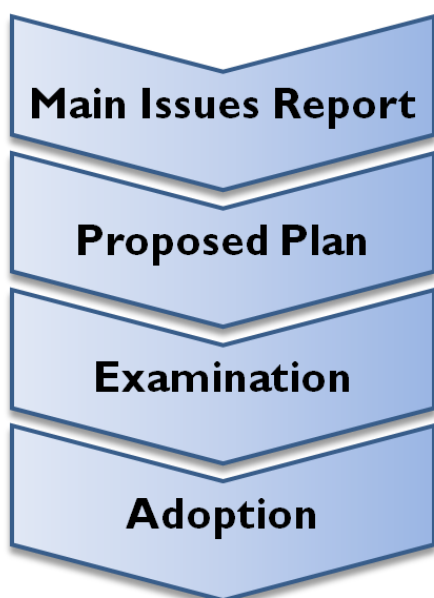 Main Issues Report
Proposed Plan
Examination
Adoption